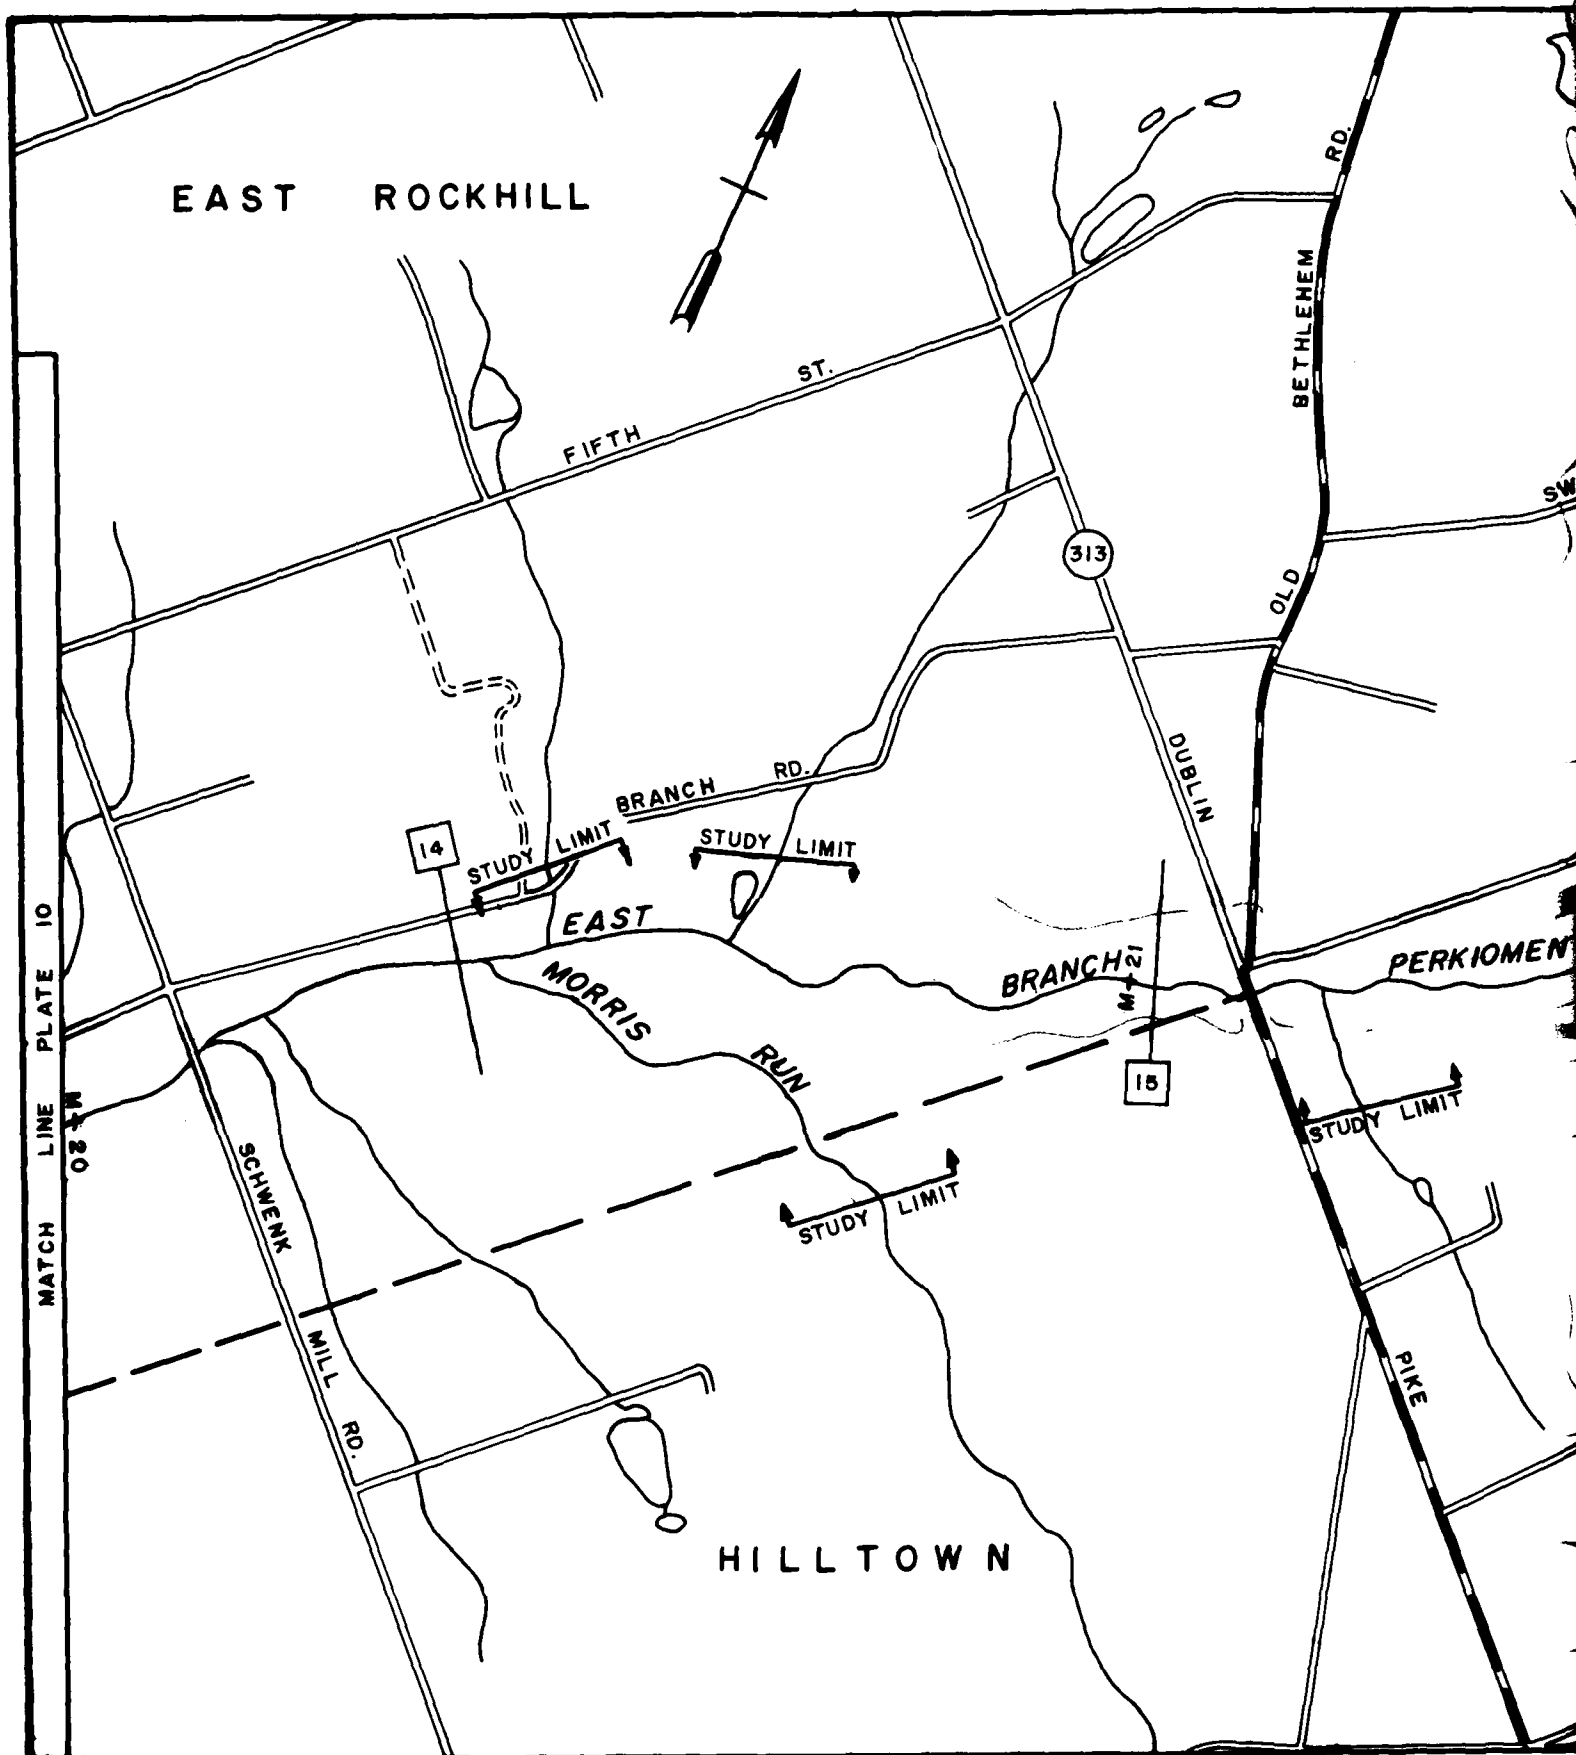 EAST ROCKHILL
RD.
BETHLEHEM
OLD
FIFTH ST.
SW
313
DUBLIN
BRANCH RD.
14
STUDY LIMIT
STUDY LIMIT
EAST BRANCH PERKIOMEN
M+21
MORRIS RUN
15
STUDY LIMIT
STUDY LIMIT
MATCH LINE PLATE 10
M+20
SCHWENK MILL RD.
PIKE
HILLTOWN